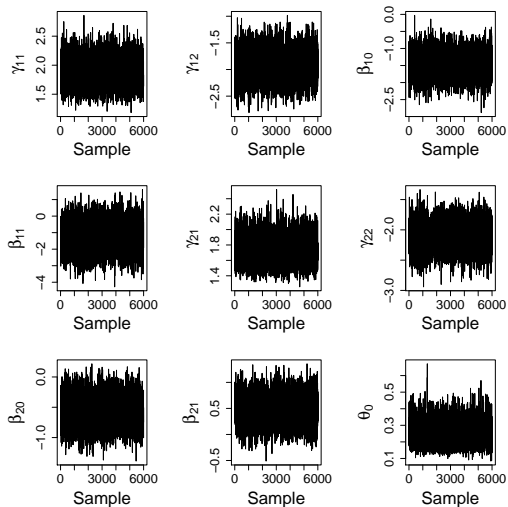 γ11
1.5 2.0 2.5
0 3000 6000
Sample
γ12
−2.5 −1.5
0 3000 6000
Sample
β10
−2.5 −1.0 0.0
0 3000 6000
Sample
β11
−4 −2 0
0 3000 6000
Sample
γ21
1.4 1.8 2.2
0 3000 6000
Sample
γ22
−3.0 −2.0
0 3000 6000
Sample
β20
−1.0 0.0
0 3000 6000
Sample
β21
−0.5 0.5
0 3000 6000
Sample
θ0
0.1 0.3 0.5
0 3000 6000
Sample